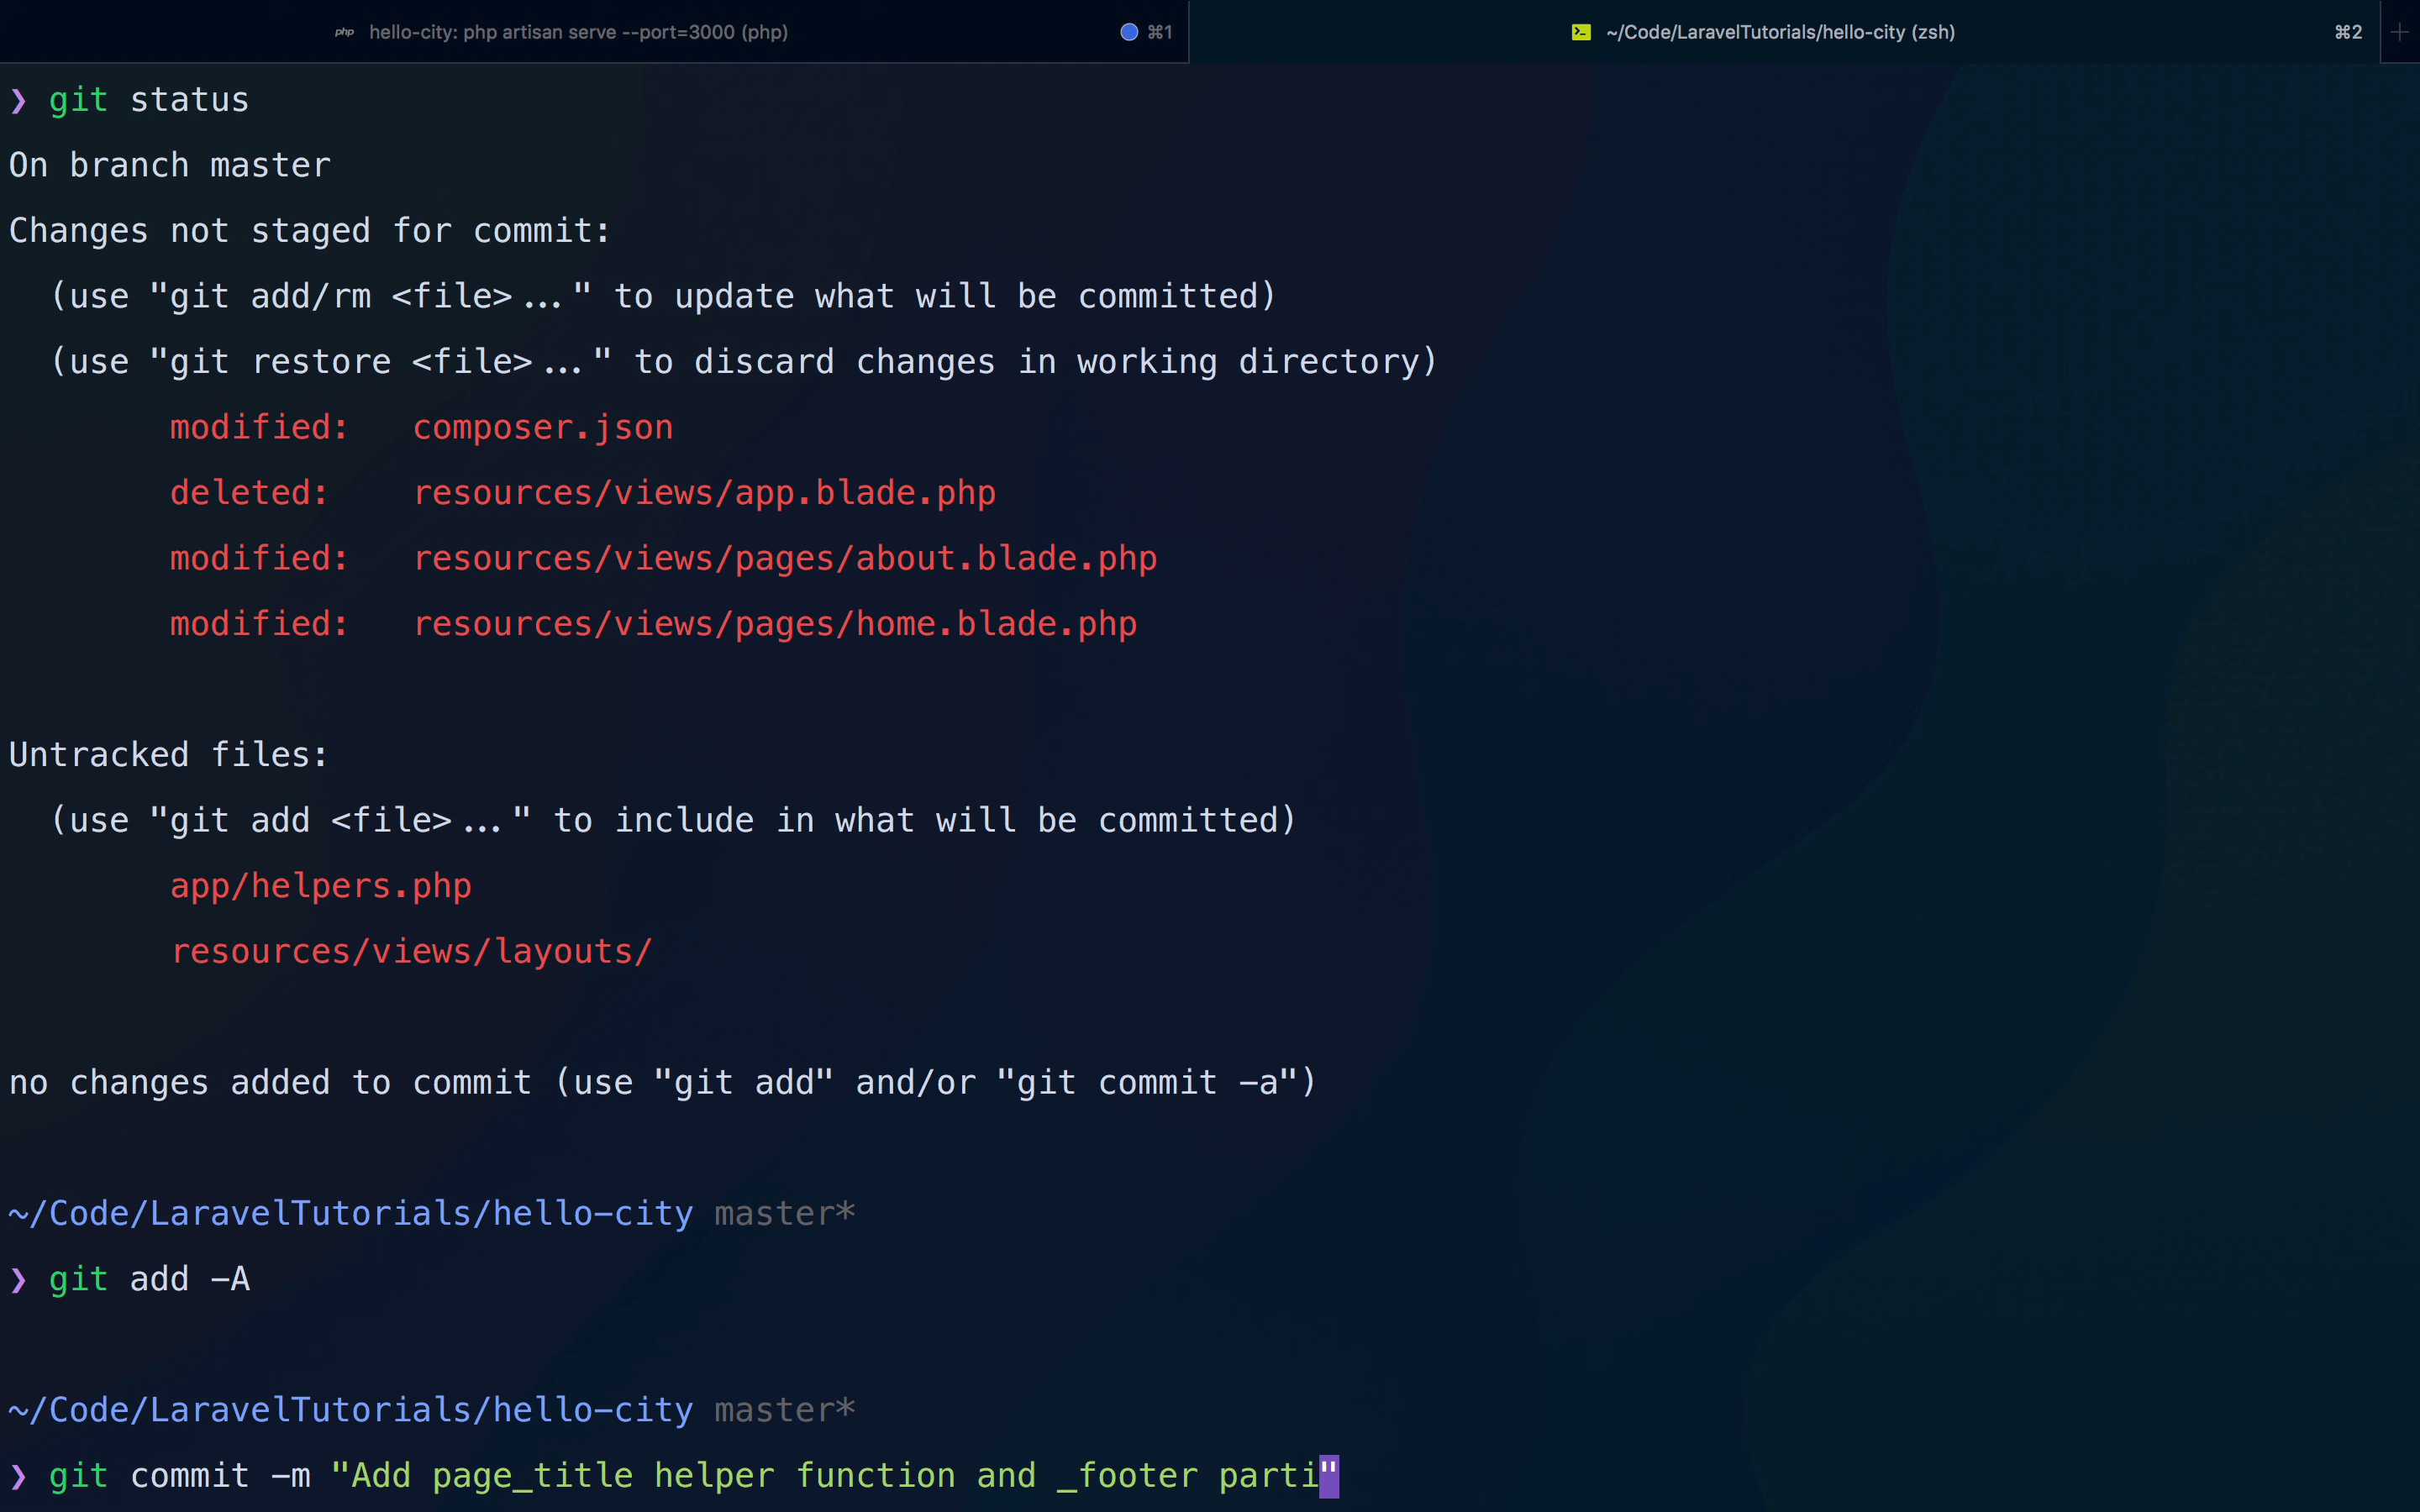 php hello-city: php artisan serve --port=3000 (php) ⌘1
~/Code/LaravelTutorials/hello-city (zsh) ⌘2
❯ git status
On branch master
Changes not staged for commit:
  (use "git add/rm <file>..." to update what will be committed)
  (use "git restore <file>..." to discard changes in working directory)
        modified:   composer.json
        deleted:    resources/views/app.blade.php
        modified:   resources/views/pages/about.blade.php
        modified:   resources/views/pages/home.blade.php
Untracked files:
  (use "git add <file>..." to include in what will be committed)
        app/helpers.php
        resources/views/layouts/
no changes added to commit (use "git add" and/or "git commit -a")
~/Code/LaravelTutorials/hello-city master*
❯ git add -A
~/Code/LaravelTutorials/hello-city master*
❯ git commit -m "Add page_title helper function and _footer parti"